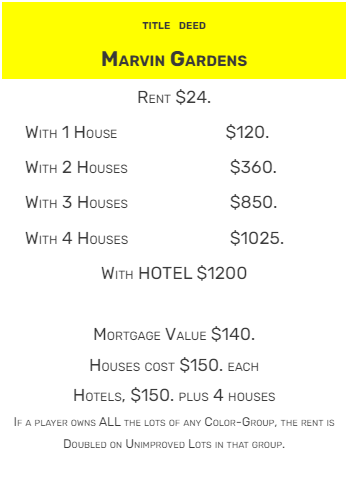 TITLE DEED
Marvin Gardens
Rent $24.
With 1 House $120.
With 2 Houses $360.
With 3 Houses $850.
With 4 Houses $1025.
With HOTEL $1200
Mortgage Value $140.
Houses cost $150. each
Hotels, $150. plus 4 houses
If a player owns ALL the lots of any Color-Group, the rent is
Doubled on Unimproved Lots in that group.